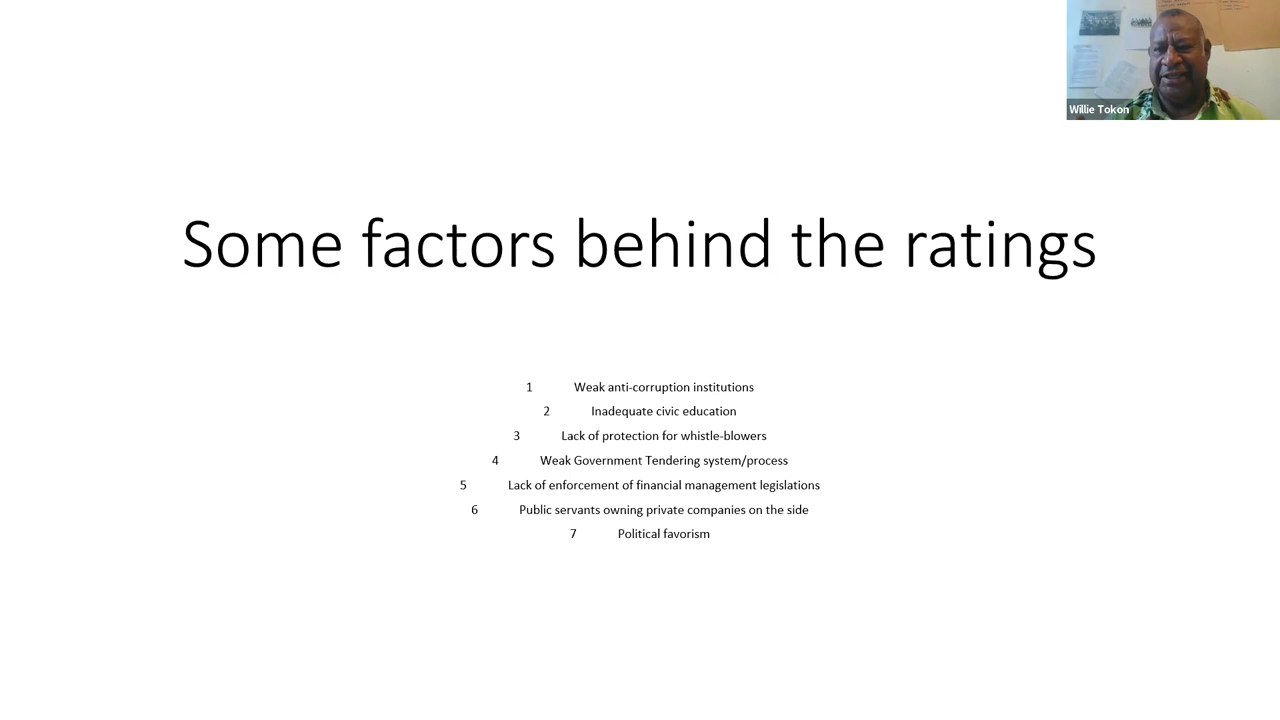 Willie Tokon
Some factors behind the ratings
1 Weak anti-corruption institutions
2 Inadequate civic education
3 Lack of protection for whistle-blowers
4 Weak Government Tendering system/process
5 Lack of enforcement of financial management legislations
6 Public servants owning private companies on the side
7 Political favorism